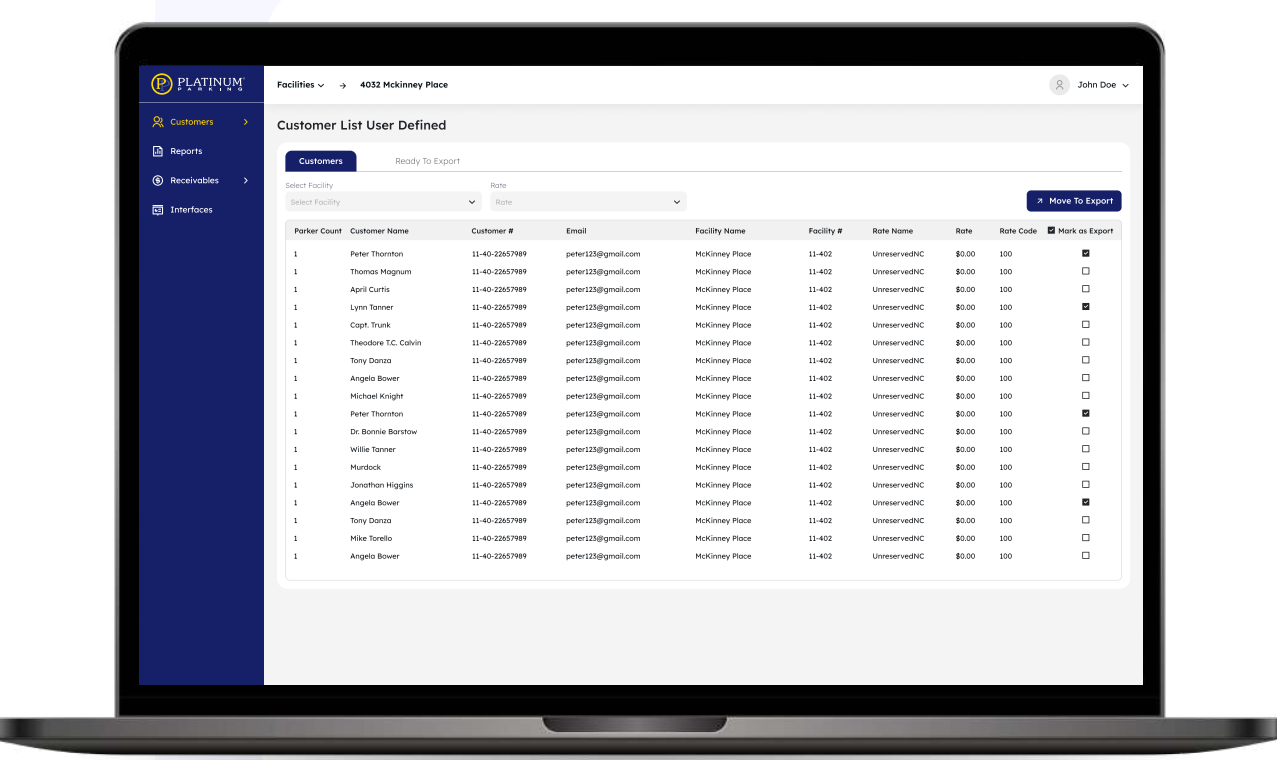 PLATINUM
PARKING
Facilities → 4032 Mckinney Place
John Doe
Customers
Reports
Receivables
Interfaces
Customer List User Defined
Customers Ready To Export
Select Facility Rate
Select Facility Rate Move To Export
Parker Count Customer Name Customer # Email Facility Name Facility # Rate Name Rate Rate Code Mark as Export
1 Peter Thornton 11-40-22657989 peter123@gmail.com McKinney Place 11-402 UnreservedNC $0.00 100
1 Thomas Magnum 11-40-22657989 peter123@gmail.com McKinney Place 11-402 UnreservedNC $0.00 100
1 April Curtis 11-40-22657989 peter123@gmail.com McKinney Place 11-402 UnreservedNC $0.00 100
1 Lynn Tanner 11-40-22657989 peter123@gmail.com McKinney Place 11-402 UnreservedNC $0.00 100
1 Capt. Trunk 11-40-22657989 peter123@gmail.com McKinney Place 11-402 UnreservedNC $0.00 100
1 Theodore T.C. Calvin 11-40-22657989 peter123@gmail.com McKinney Place 11-402 UnreservedNC $0.00 100
1 Tony Danza 11-40-22657989 peter123@gmail.com McKinney Place 11-402 UnreservedNC $0.00 100
1 Angela Bower 11-40-22657989 peter123@gmail.com McKinney Place 11-402 UnreservedNC $0.00 100
1 Michael Knight 11-40-22657989 peter123@gmail.com McKinney Place 11-402 UnreservedNC $0.00 100
1 Peter Thornton 11-40-22657989 peter123@gmail.com McKinney Place 11-402 UnreservedNC $0.00 100
1 Dr. Bonnie Barstow 11-40-22657989 peter123@gmail.com McKinney Place 11-402 UnreservedNC $0.00 100
1 Willie Tanner 11-40-22657989 peter123@gmail.com McKinney Place 11-402 UnreservedNC $0.00 100
1 Murdock 11-40-22657989 peter123@gmail.com McKinney Place 11-402 UnreservedNC $0.00 100
1 Jonathan Higgins 11-40-22657989 peter123@gmail.com McKinney Place 11-402 UnreservedNC $0.00 100
1 Angela Bower 11-40-22657989 peter123@gmail.com McKinney Place 11-402 UnreservedNC $0.00 100
1 Tony Danza 11-40-22657989 peter123@gmail.com McKinney Place 11-402 UnreservedNC $0.00 100
1 Mike Torello 11-40-22657989 peter123@gmail.com McKinney Place 11-402 UnreservedNC $0.00 100
1 Angela Bower 11-40-22657989 peter123@gmail.com McKinney Place 11-402 UnreservedNC $0.00 100